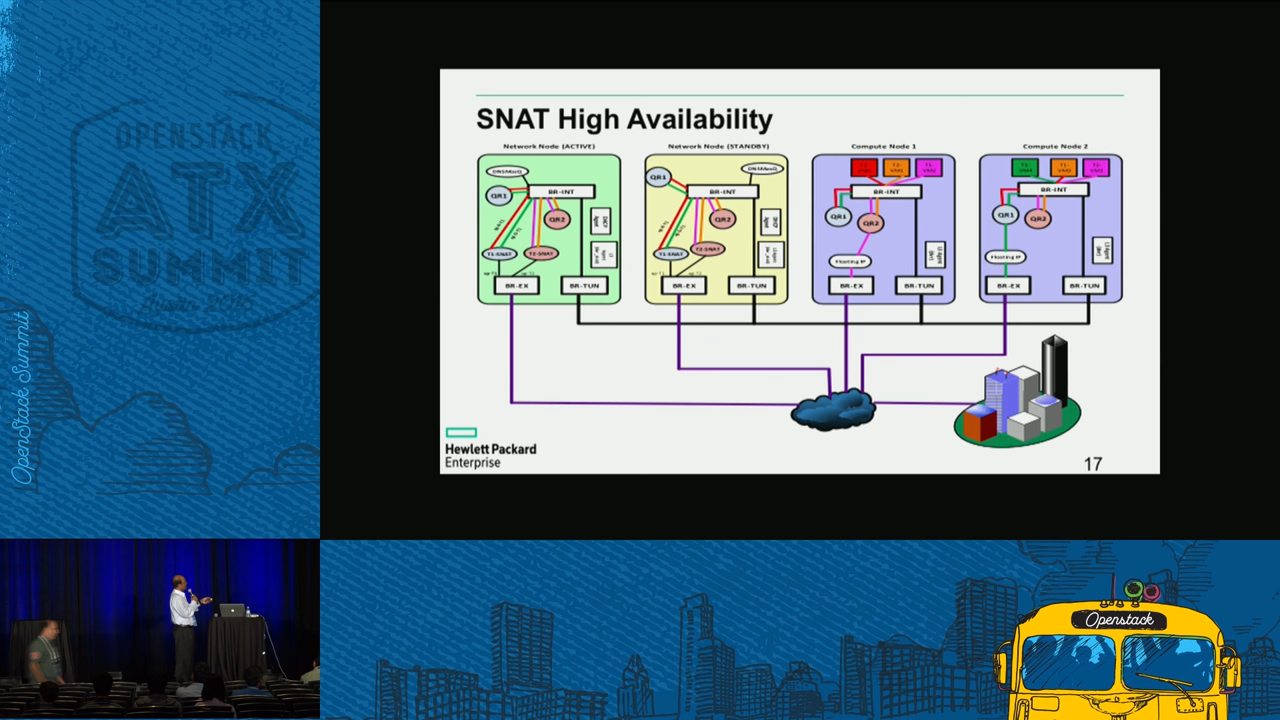 OPENSTACK
AUSTIN
SUMMIT
OpenStack Summit
SNAT High Availability
Network Node (ACTIVE)
Network Node (STANDBY)
Compute Node 1
Compute Node 2
DNSMasQ
QR1
BR-INT
QR2
T1-SNAT
T2-SNAT
BR-EX
BR-TUN
DNSMasQ
QR1
BR-INT
QR2
T1-SNAT
T2-SNAT
BR-EX
BR-TUN
BR-INT
QR1
QR2
Floating IP
BR-EX
BR-TUN
BR-INT
QR1
QR2
Floating IP
BR-EX
BR-TUN
Hewlett Packard
Enterprise
17
Openstack